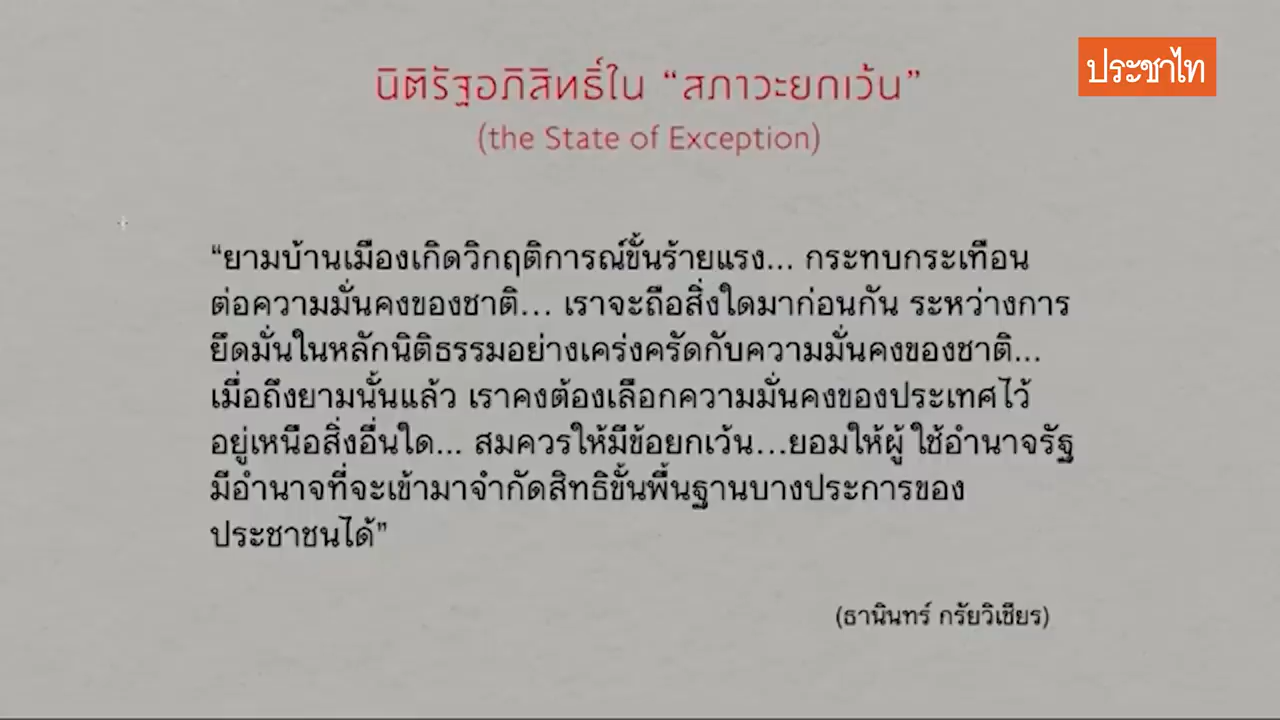 ประชาไท
นิติรัฐอภิสิทธิ์ใน “สภาวะยกเว้น”
(the State of Exception)
“ยามบ้านเมืองเกิดวิกฤติการณ์ขั้นร้ายแรง... กระทบกระเทือน
ต่อความมั่นคงของชาติ... เราจะถือสิ่งใดมาก่อนกัน ระหว่างการ
ยึดมั่นในหลักนิติธรรมอย่างเคร่งครัดกับความมั่นคงของชาติ...
เมื่อถึงยามนั้นแล้ว เราคงต้องเลือกความมั่นคงของประเทศไว้
อยู่เหนือสิ่งอื่นใด... สมควรให้มีข้อยกเว้น...ยอมให้ผู้ ใช้อำนาจรัฐ
มีอำนาจที่จะเข้ามาจำกัดสิทธิขั้นพื้นฐานบางประการของ
ประชาชนได้”
(ธานินทร์ กรัยวิเชียร)